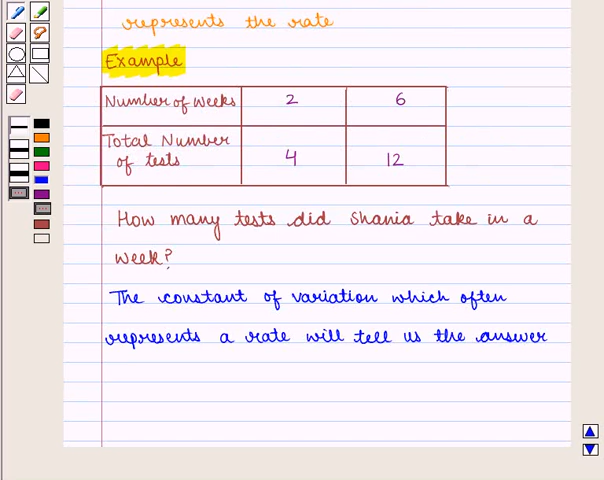 represents the rate
Example
Number of weeks 2 6
Total Number
of tests 4 12
How many tests did Shania take in a
week?
The constant of variation which often
represents a rate will tell us the answer